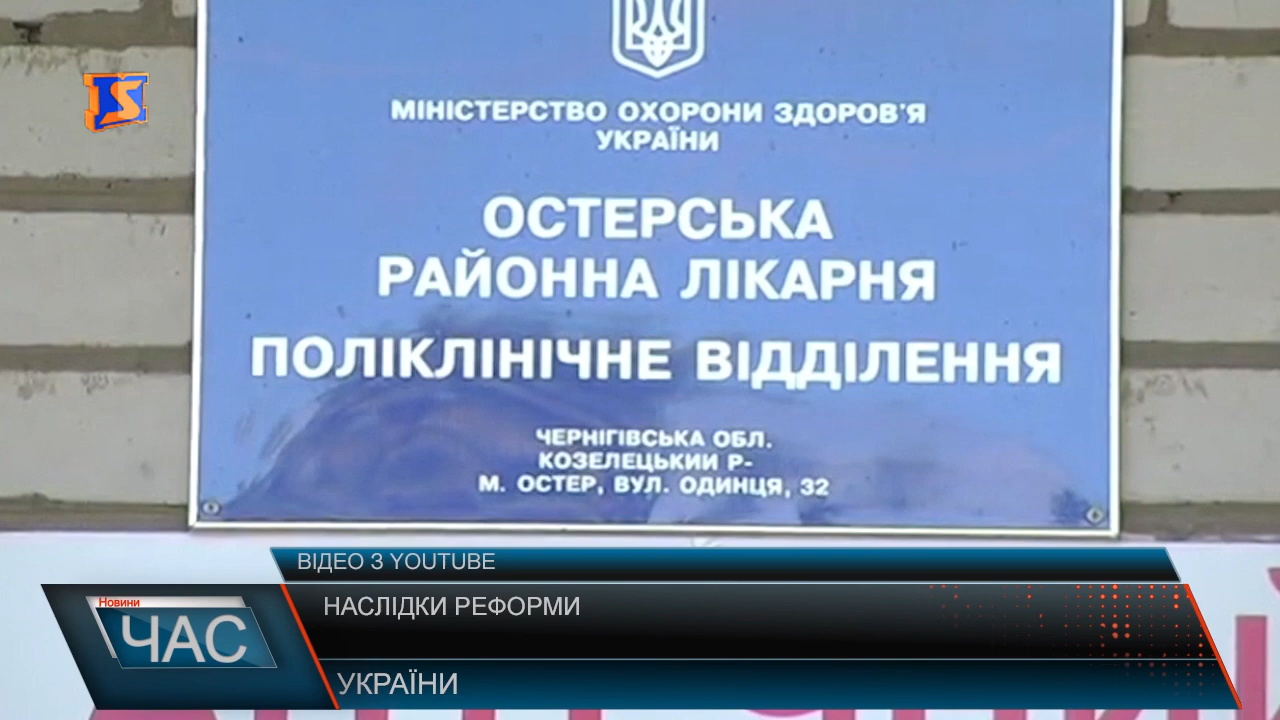 МІНІСТЕРСТВО ОХОРОНИ ЗДОРОВ'Я
УКРАЇНИ
ОСТЕРСЬКА
РАЙОННА ЛІКАРНЯ
ПОЛІКЛІНІЧНЕ ВІДДІЛЕННЯ
ЧЕРНІГІВСЬКА ОБЛ.
КОЗЕЛЕЦЬКИЙ Р-
М. ОСТЕР, ВУЛ. ОДИНЦЯ, 32
ВІДЕО З YOUTUBE
Новини
ЧАС
НАСЛІДКИ РЕФОРМИ
УКРАЇНИ